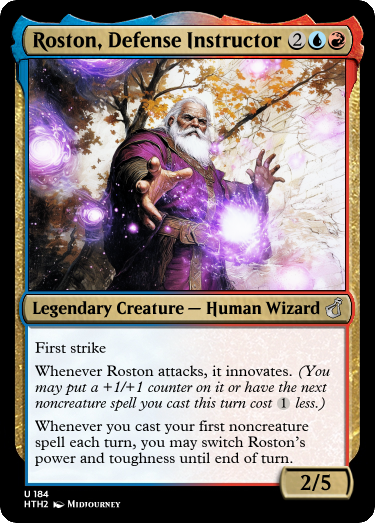 Roston, Defense Instructor 2
Legendary Creature — Human Wizard
First strike
Whenever Roston attacks, it innovates. (You
may put a +1/+1 counter on it or have the next
noncreature spell you cast this turn cost 1 less.)
Whenever you cast your first noncreature
spell each turn, you may switch Roston's
power and toughness until end of turn.
2/5
U 184
HTH2 Midjourney